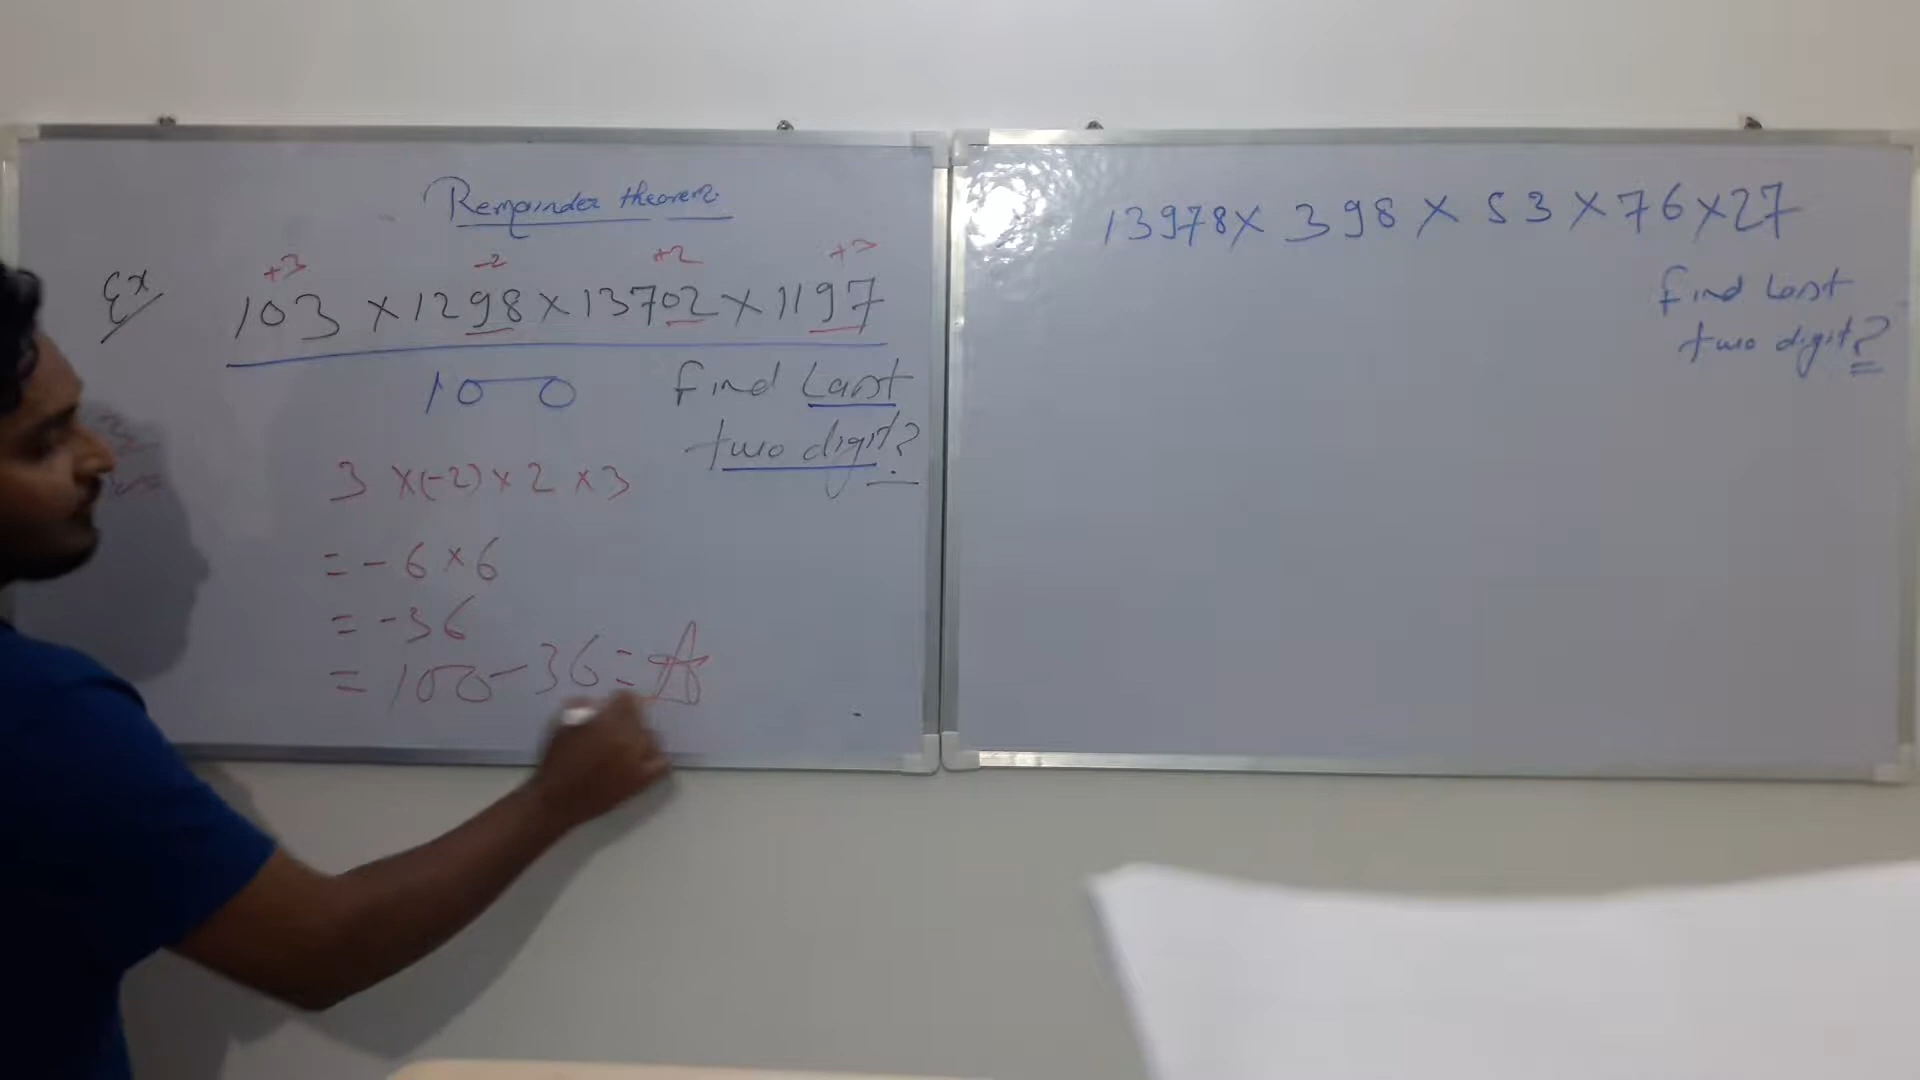 Remainder theorem
+3 -2 +2 +3
Ex 103 × 1298 × 13702 × 1197
100
Find Last
two digit?
3 ×(-2) × 2 × 3
= - 6 × 6
= -36
= 100-36=
13978× 398 × 53 × 76 ×27
Find Last
two digit?